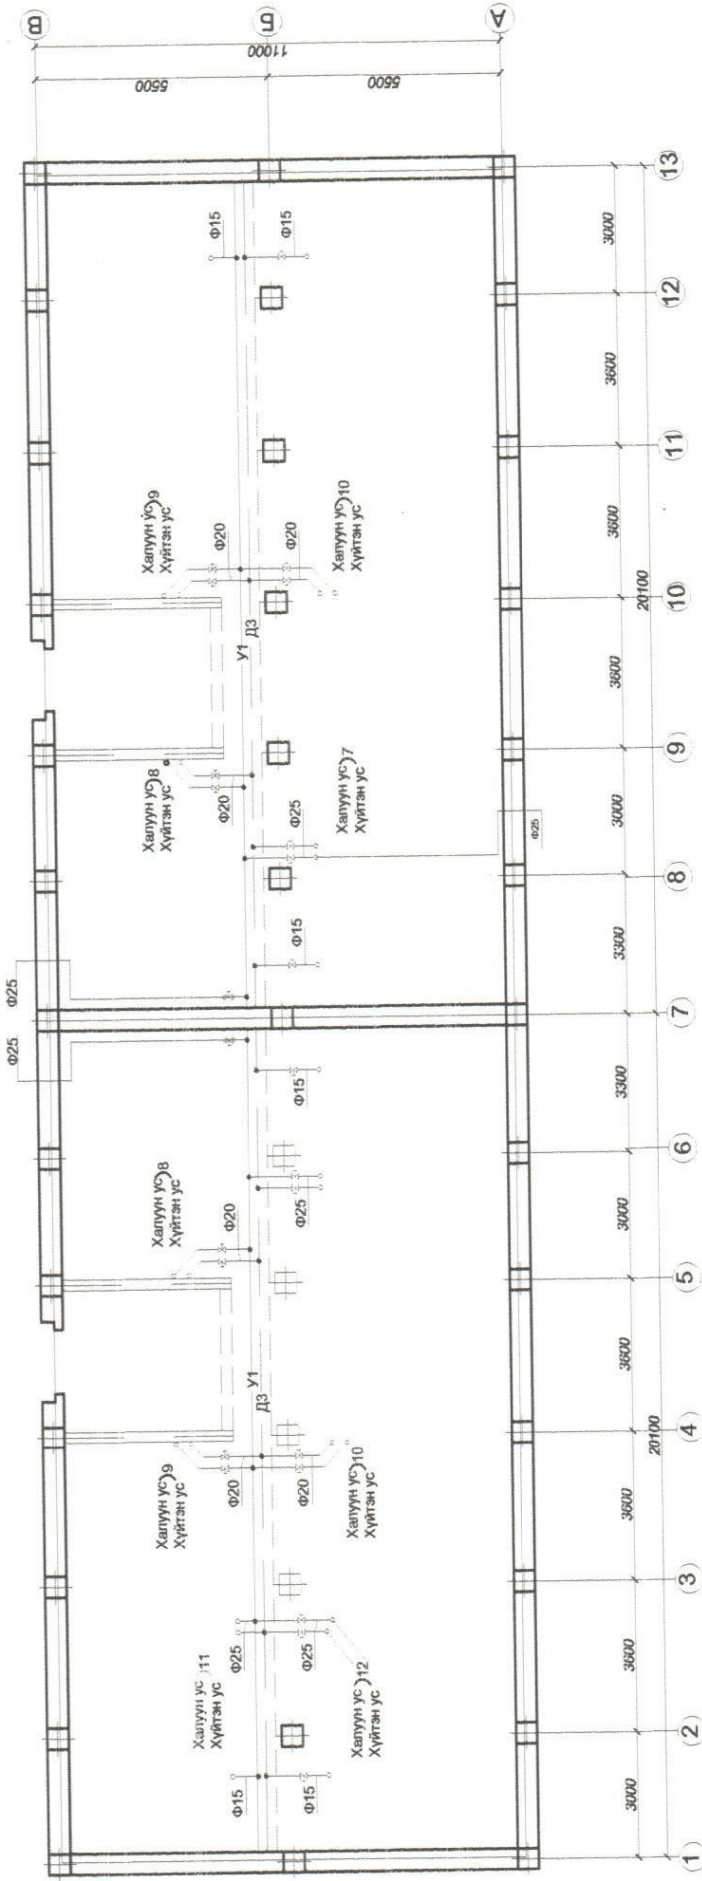 В
Б
А
11000
5500
5500
Ф25
Ф25
Халуун ус)11
Хүйтэн ус
Халуун ус)9
Хүйтэн ус
Халуун ус)8
Хүйтэн ус
Халуун ус)8
Хүйтэн ус
Халуун ус)9
Хүйтэн ус
Ф15
Ф25
Ф20
Ф20
Ф20
Ф20
Ф15
У1
Д3
У1
Д3
Ф15
Ф25
Ф20
Ф25
Ф15
Ф15
Ф25
Ф20
Ф15
Халуун ус)12
Хүйтэн ус
Халуун ус)10
Хүйтэн ус
Халуун ус)7
Хүйтэн ус
Халуун ус)10
Хүйтэн ус
Ф25
3000
3600
3600
3600
3000
3300
3300
3000
3600
3600
3600
3000
20100
20100
1
2
3
4
5
6
7
8
9
10
11
12
13